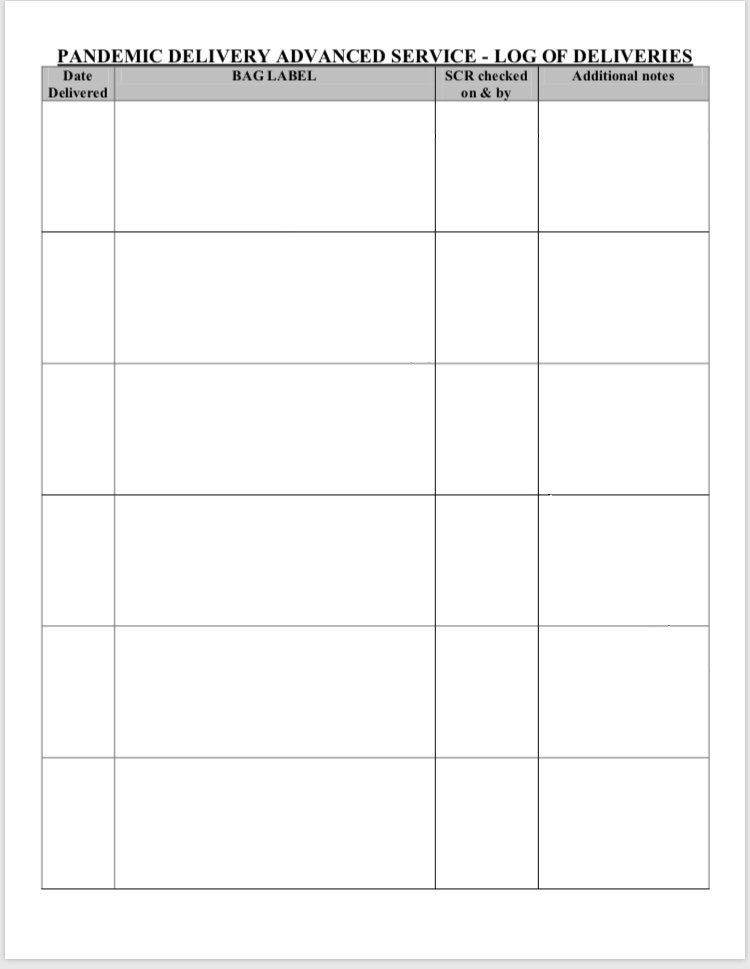 PANDEMIC DELIVERY ADVANCED SERVICE - LOG OF DELIVERIES
Date Delivered
BAG LABEL
SCR checked on & by
Additional notes